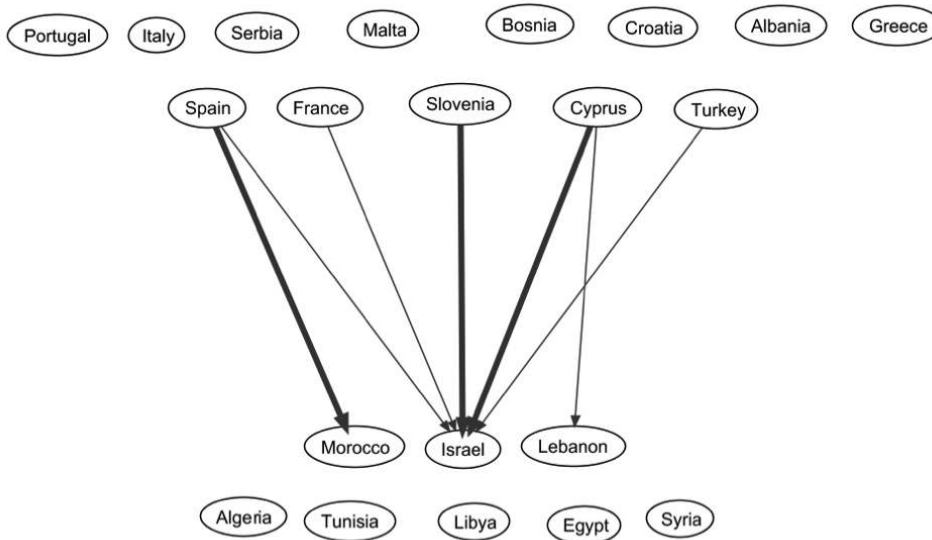 Portugal
Italy
Serbia
Malta
Bosnia
Croatia
Albania
Greece
Spain
France
Slovenia
Cyprus
Turkey
Morocco
Israel
Lebanon
Algeria
Tunisia
Libya
Egypt
Syria